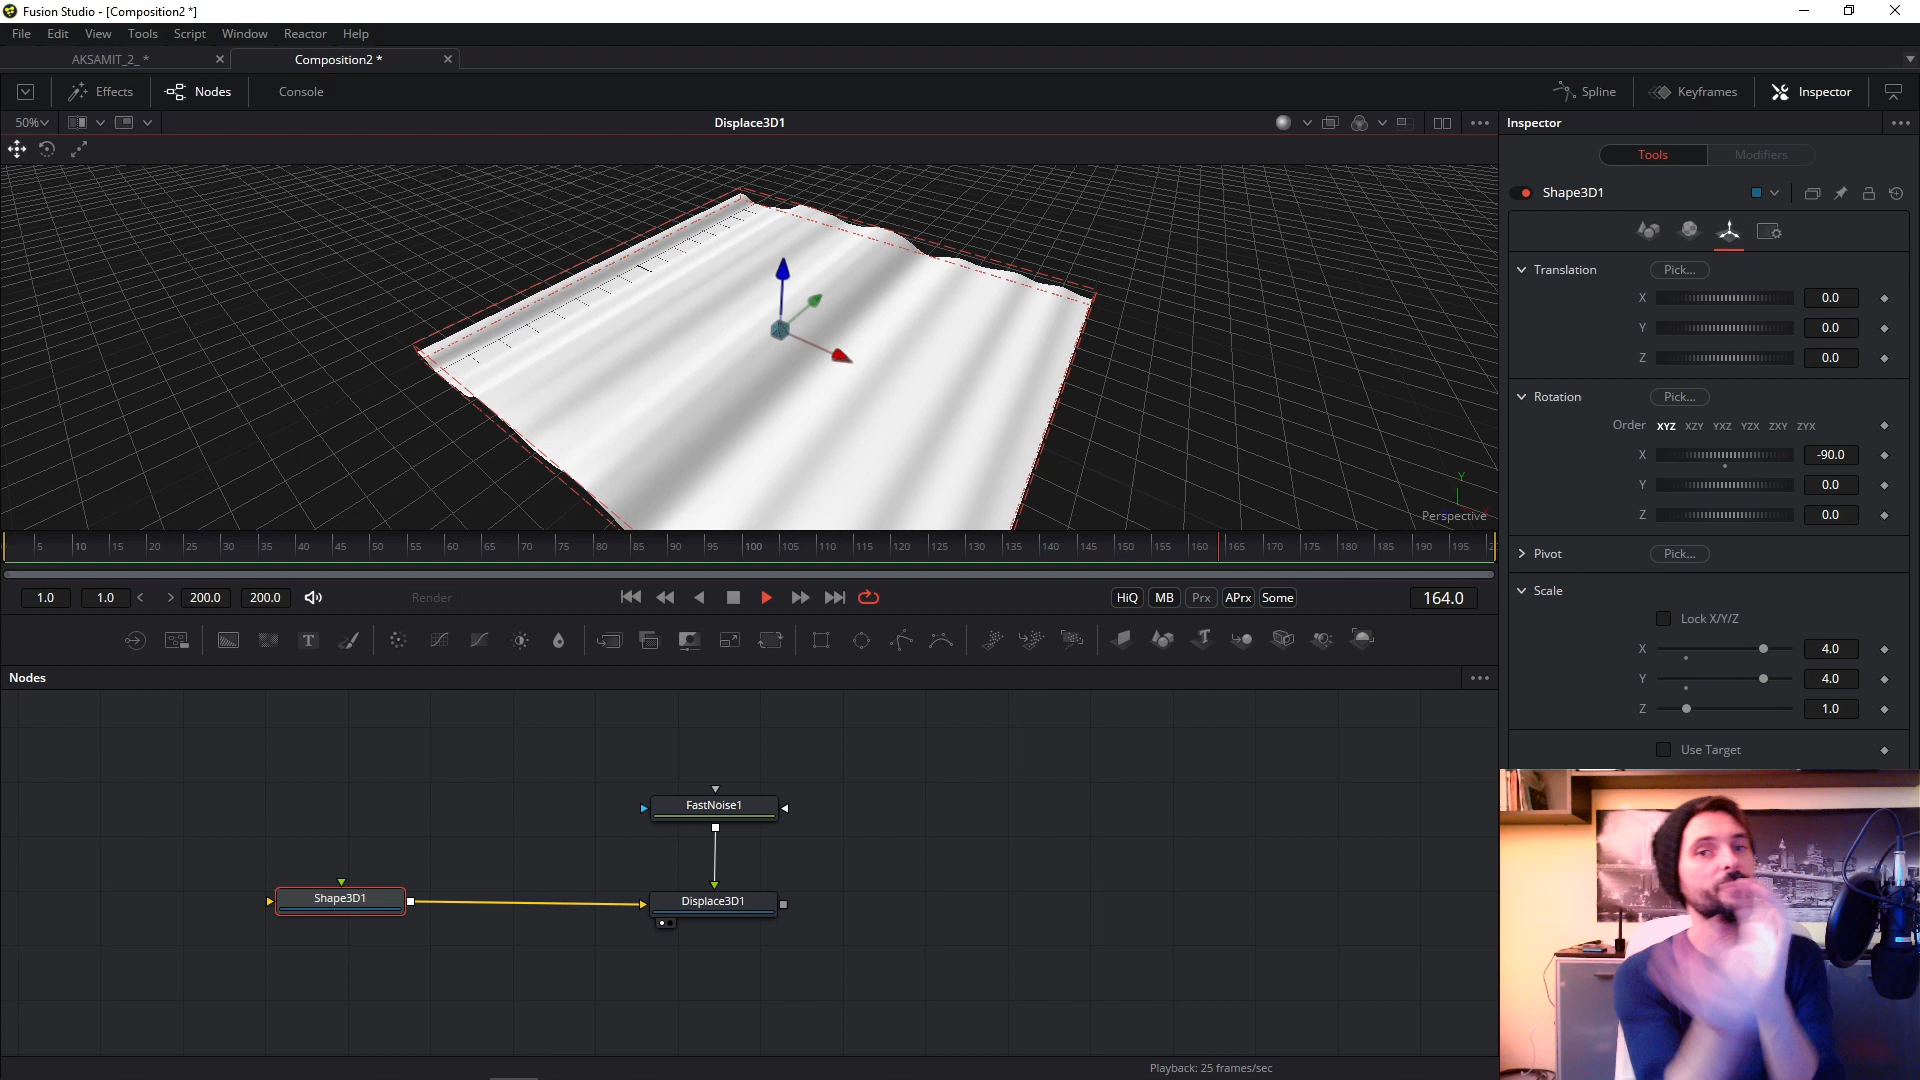 Fusion Studio - [Composition2 *]
File Edit View Tools Script Window Reactor Help
AKSAMIT_2_ * Composition2 *
Effects Nodes Console Spline Keyframes Inspector
50% Displace3D1 Inspector
Tools Modifiers
Shape3D1
Translation Pick...
X 0.0
Y 0.0
Z 0.0
Rotation Pick...
Order XYZ XZY YXZ YZX ZXY ZYX
X -90.0
Y 0.0
Z 0.0
Pivot Pick...
Scale
Lock X/Y/Z
X 4.0
Y 4.0
Z 1.0
Use Target
Y
Perspective
5 10 15 20 25 30 35 40 45 50 55 60 65 70 75 80 85 90 95 100 105 110 115 120 125 130 135 140 145 150 155 160 165 170 175 180 185 190 195
1.0 1.0 < > 200.0 200.0 Render HiQ MB Prx APrx Some 164.0
Nodes
FastNoise1
Shape3D1
Displace3D1
Playback: 25 frames/sec